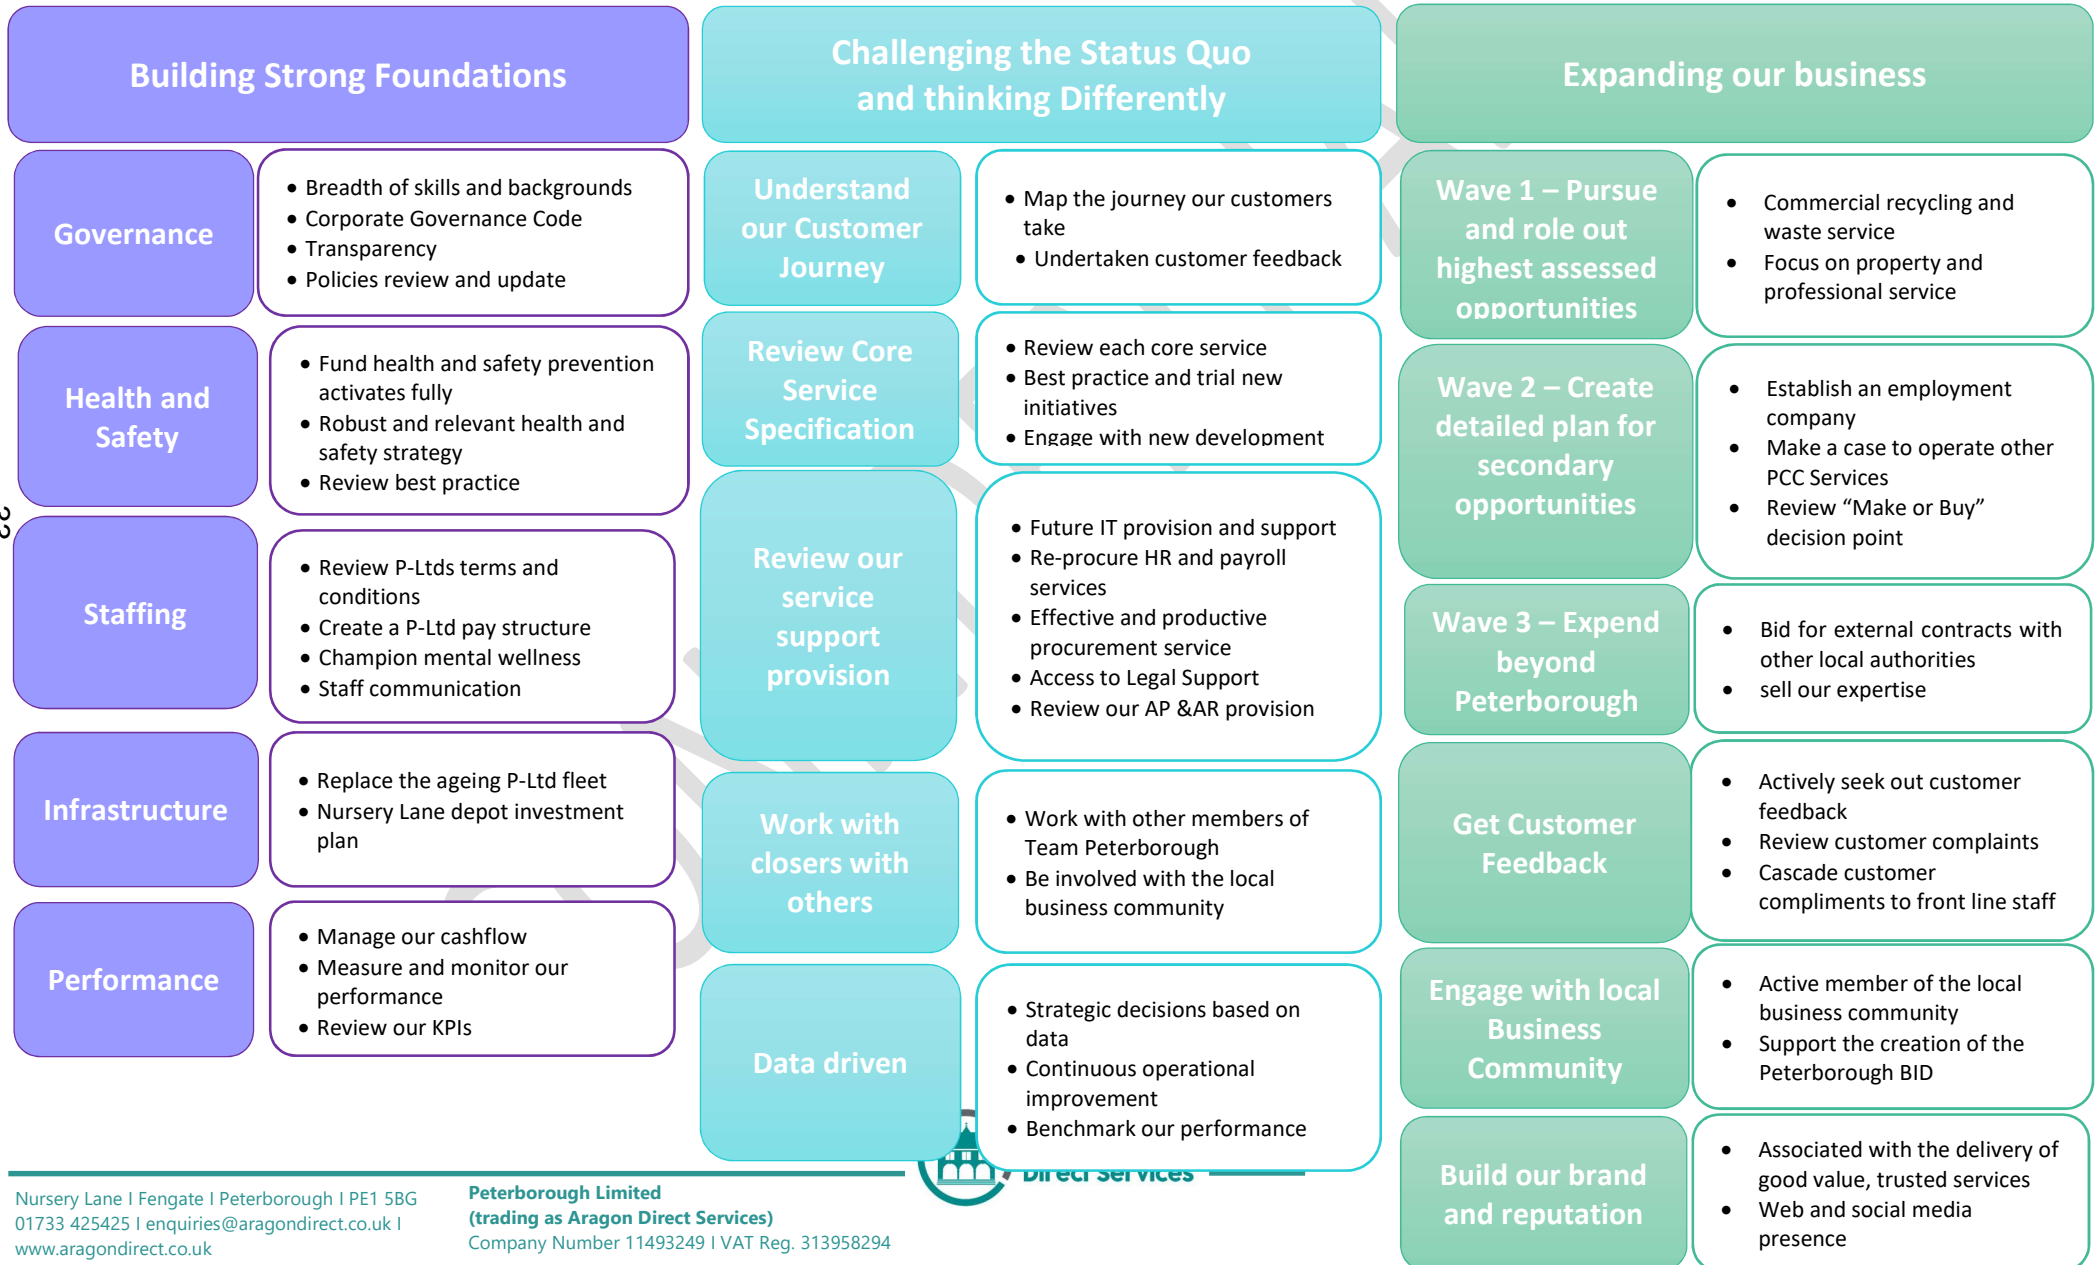 Building Strong Foundations
Governance
• Breadth of skills and backgrounds
• Corporate Governance Code
• Transparency
• Policies review and update
Health and
Safety
• Fund health and safety prevention
activates fully
• Robust and relevant health and
safety strategy
• Review best practice
Staffing
• Review P-Ltds terms and
conditions
• Create a P-Ltd pay structure
• Champion mental wellness
• Staff communication
Infrastructure
• Replace the ageing P-Ltd fleet
• Nursery Lane depot investment
plan
Performance
• Manage our cashflow
• Measure and monitor our
performance
• Review our KPIs
Challenging the Status Quo
and thinking Differently
Understand
our Customer
Journey
• Map the journey our customers
take
• Undertaken customer feedback
Review Core
Service
Specification
• Review each core service
• Best practice and trial new
initiatives
• Engage with new development
Review our
service
support
provision
• Future IT provision and support
• Re-procure HR and payroll
services
• Effective and productive
procurement service
• Access to Legal Support
• Review our AP &AR provision
Work with
closers with
others
• Work with other members of
Team Peterborough
• Be involved with the local
business community
Data driven
• Strategic decisions based on
data
• Continuous operational
improvement
• Benchmark our performance
Expanding our business
Wave 1 – Pursue
and role out
highest assessed
opportunities
• Commercial recycling and
waste service
• Focus on property and
professional service
Wave 2 – Create
detailed plan for
secondary
opportunities
• Establish an employment
company
• Make a case to operate other
PCC Services
• Review “Make or Buy”
decision point
Wave 3 – Expend
beyond
Peterborough
• Bid for external contracts with
other local authorities
• sell our expertise
Get Customer
Feedback
• Actively seek out customer
feedback
• Review customer complaints
• Cascade customer
compliments to front line staff
Engage with local
Business
Community
• Active member of the local
business community
• Support the creation of the
Peterborough BID
Build our brand
and reputation
• Associated with the delivery of
good value, trusted services
• Web and social media
presence
Direct Services
Nursery Lane I Fengate I Peterborough I PE1 5BG
01733 425425 I enquiries@aragondirect.co.uk I
www.aragondirect.co.uk
Peterborough Limited
(trading as Aragon Direct Services)
Company Number 11493249 I VAT Reg. 313958294